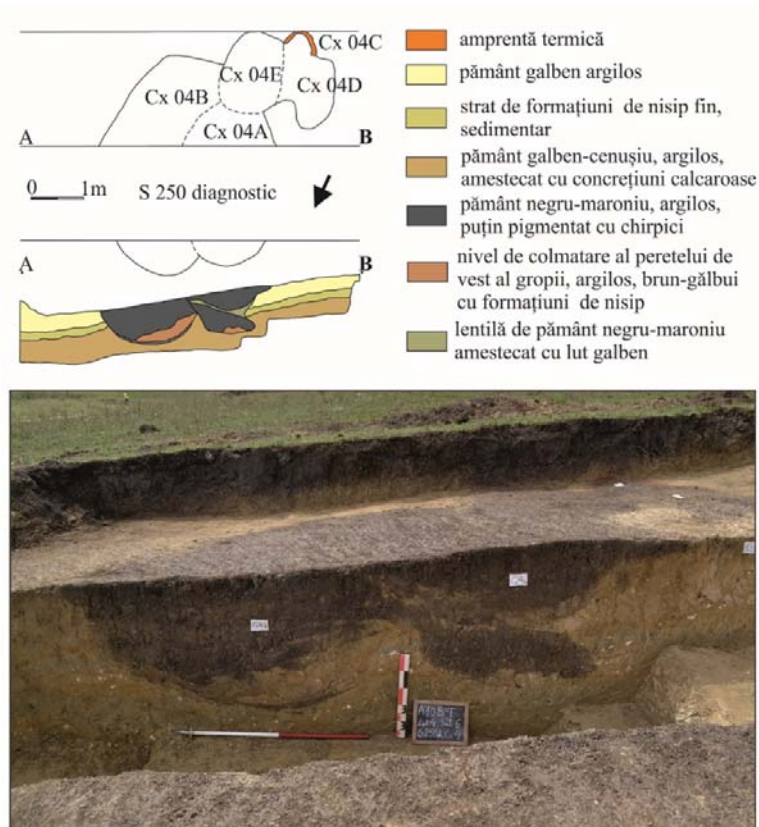 Cx 04C
Cx 04E
Cx 04D
Cx 04B
Cx 04A
A
B
0 1m
S 250 diagnostic
A
B
amprentă termică
pământ galben argilos
strat de formațiuni de nisip fin,
sedimentar
pământ galben-cenușiu, argilos,
amestecat cu concrețiuni calcaroase
pământ negru-maroniu, argilos,
puțin pigmentat cu chirpici
nivel de colmatare al peretelui de
vest al gropii, argilos, brun-gălbui
cu formațiuni de nisip
lentilă de pământ negru-maroniu
amestecat cu lut galben